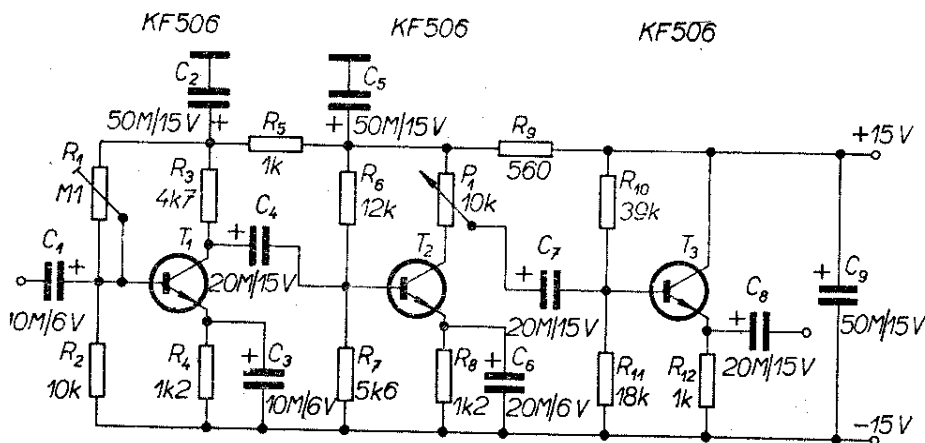 KF506
KF506
KF506
C2
50M/15V +
C5
+ 50M/15V
R5
1k
R9
560
+15V
R1
M1
R3
4k7
R6
12k
P1
10k
R10
39k
C1
+
10M/6V
T1
+ C4
20M/15V
T2
C7
+
20M/15V
T3
C8
+
20M/15V
+ C9
50M/15V
R2
10k
R4
1k2
+ C3
10M/6V
R7
5k6
R8
1k2
+ C6
20M/6V
R11
18k
R12
1k
-15V